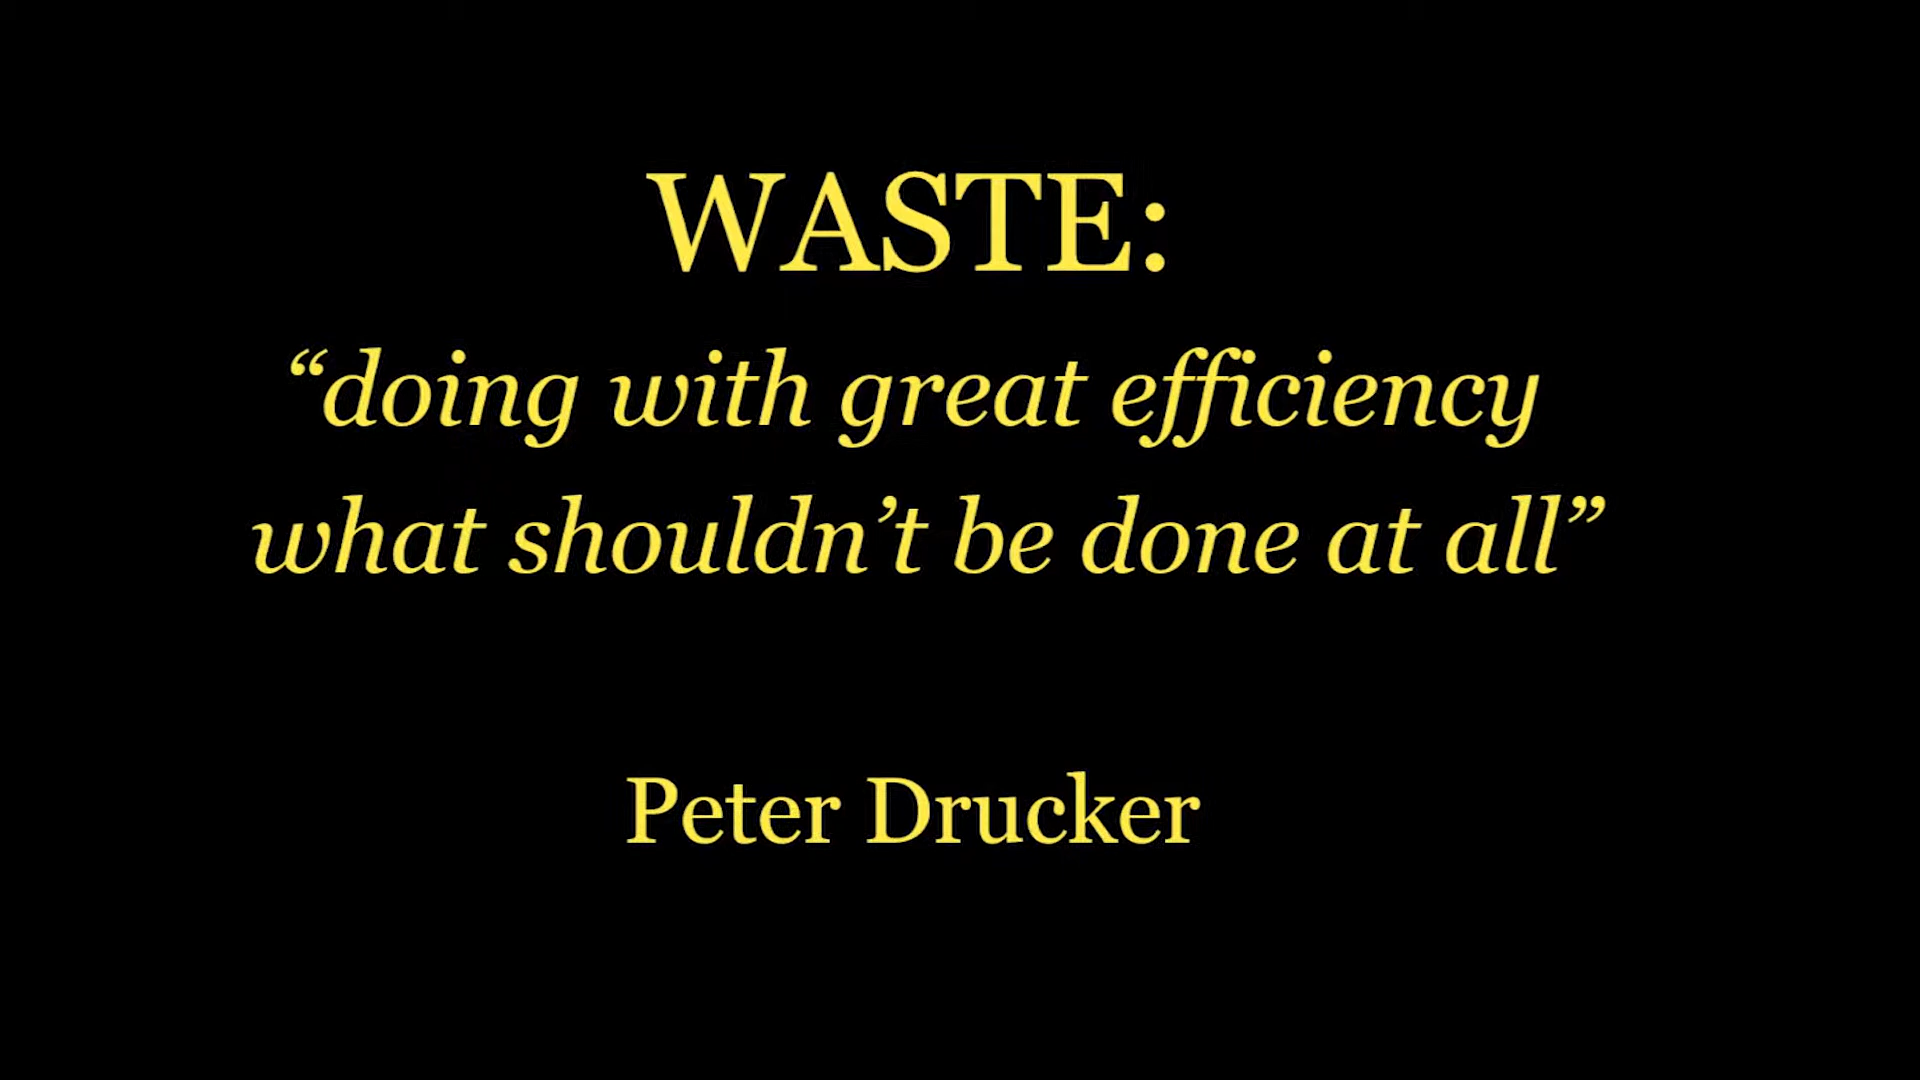 WASTE:
“doing with great efficiency
what shouldn’t be done at all”
Peter Drucker